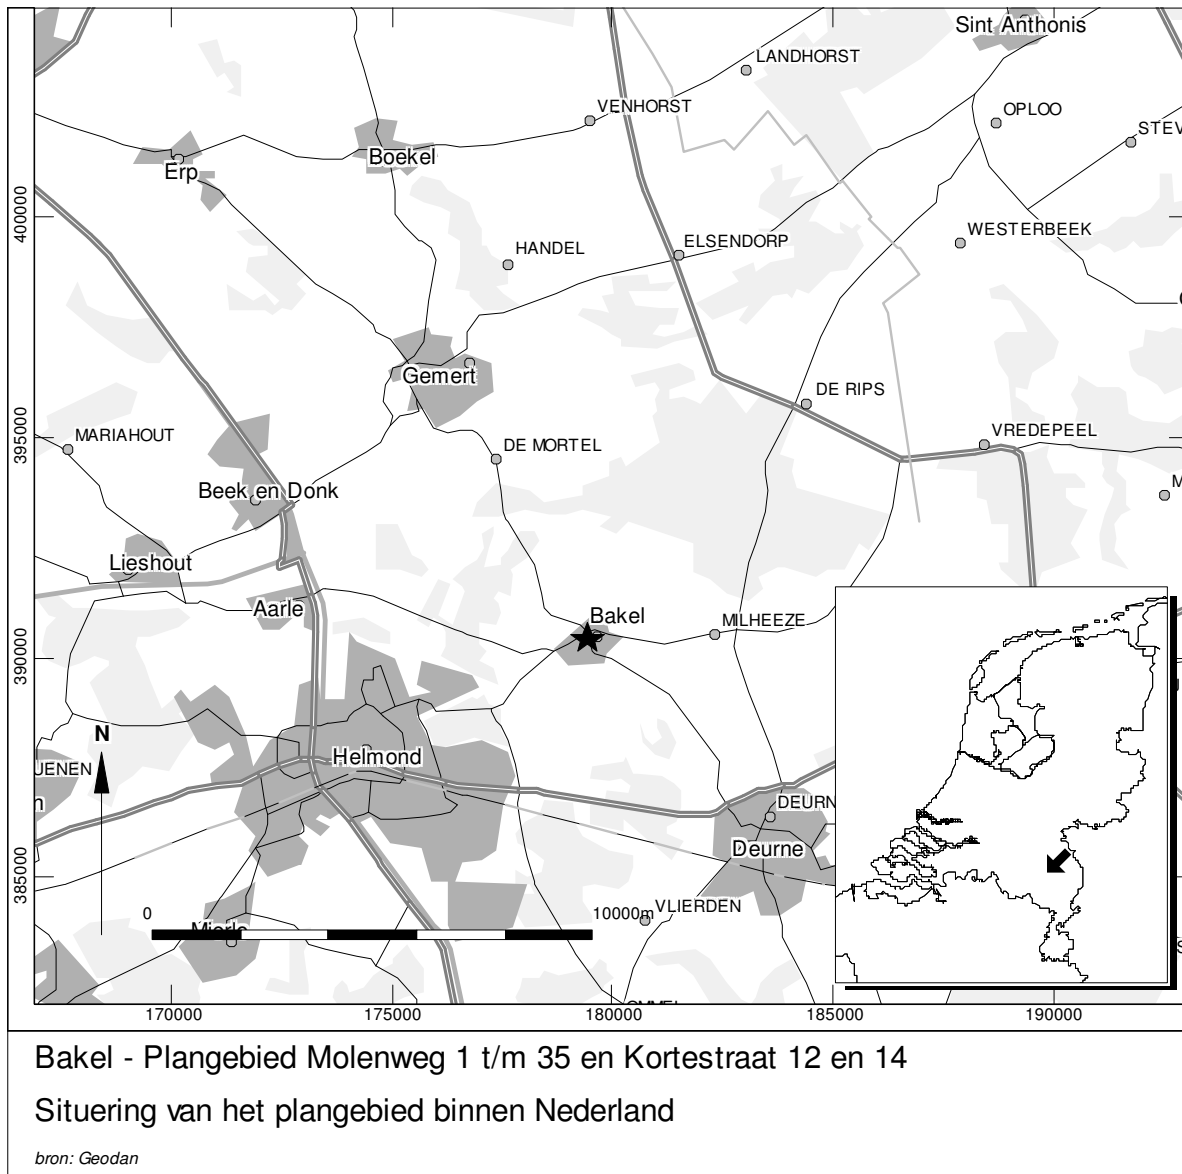 Sint Anthonis
LANDHORST
VENHORST
OPLOO
STEV
Boekel
Erp
400000
WESTERBEEK
HANDEL
ELSENDORP
Gemert
DE RIPS
395000
MARIAHOUT
DE MORTEL
VREDEPEEL
Beek en Donk
M
Lieshout
Aarle
Bakel
MILHEEZE
390000
N
Helmond
UENEN
n
DEURN
Deurne
385000
0
10000m
VLIERDEN
Mierlo
OMMEL
170000
175000
180000
185000
190000
Bakel - Plangebied Molenweg 1 t/m 35 en Kortestraat 12 en 14
Situering van het plangebied binnen Nederland
bron: Geodan